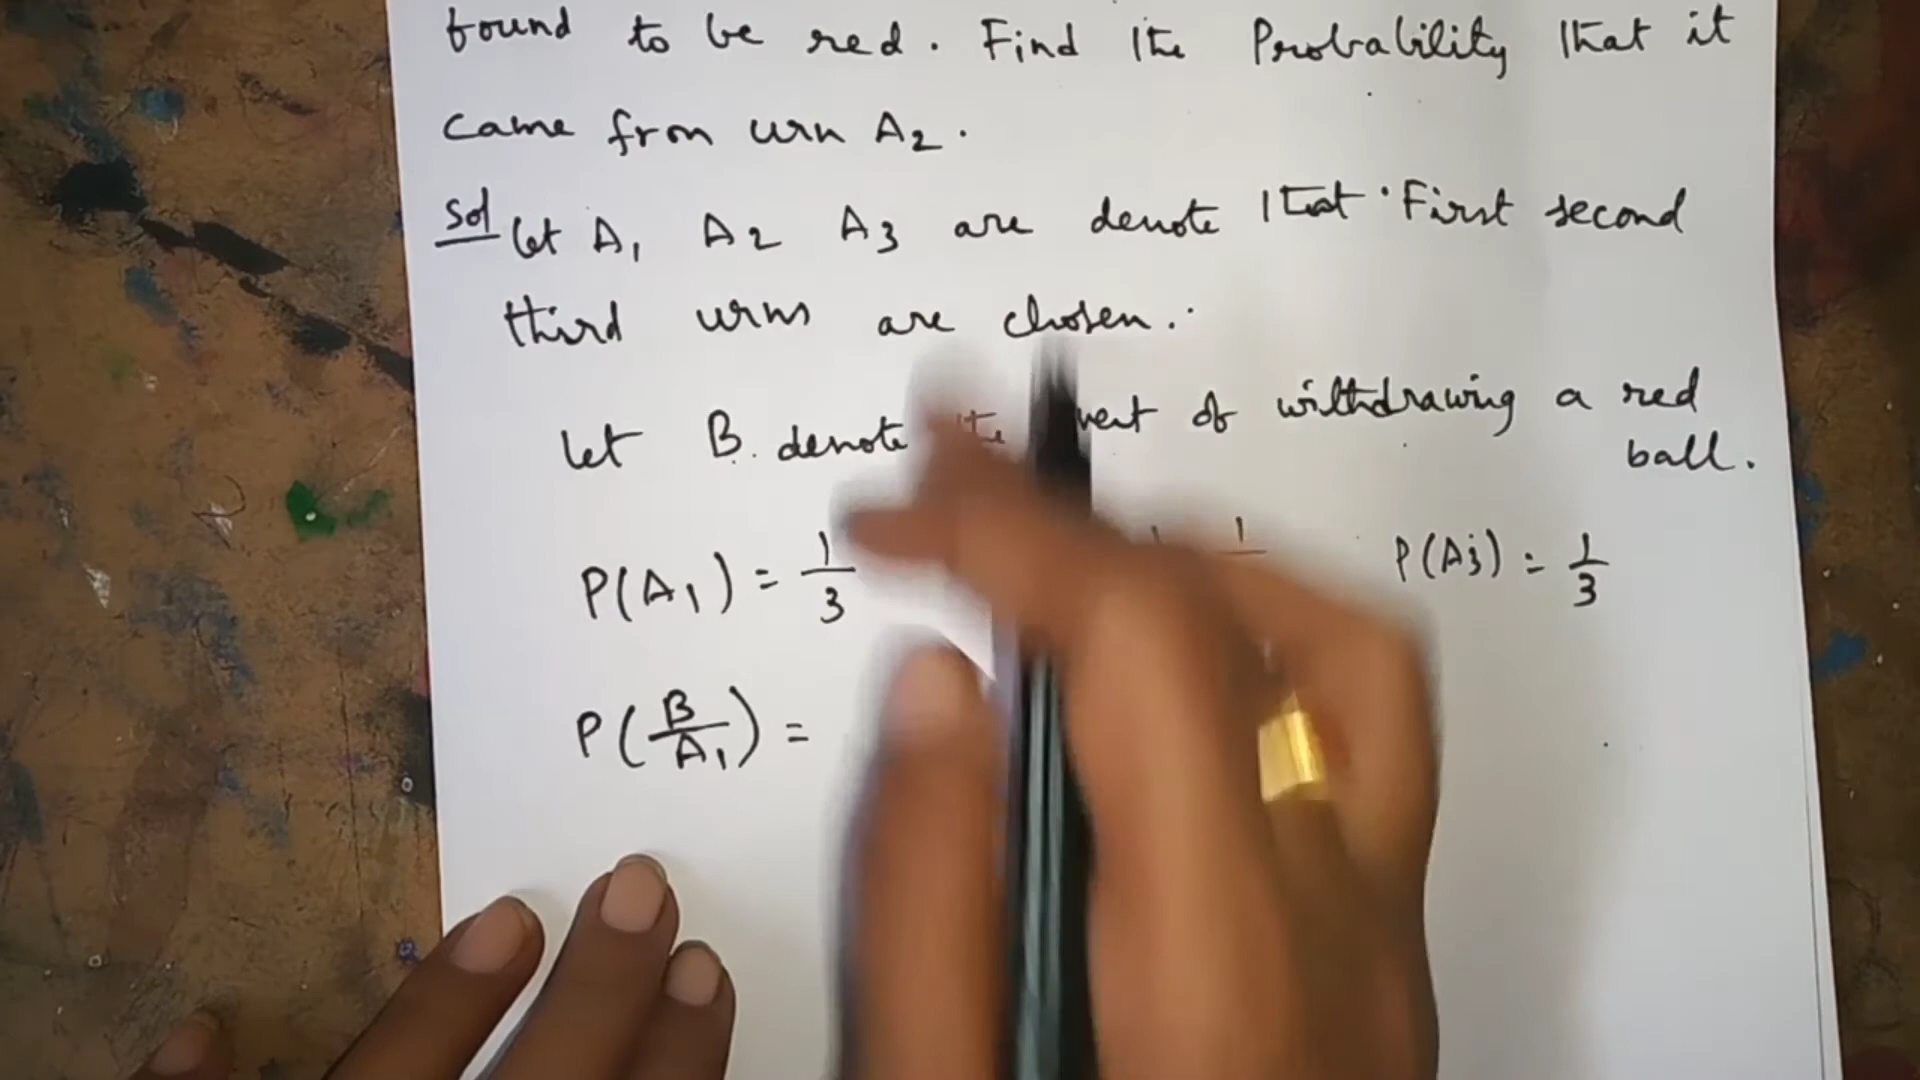 found to be red. Find the Probability that it
came from urn A2.
Sol let A1 A2 A3 are denote that First second
third urns are chosen.
let B. denote the of withdrawing a red
ball.
P(A1) = 1/3 P(A3) = 1/3
P(B/A1) =